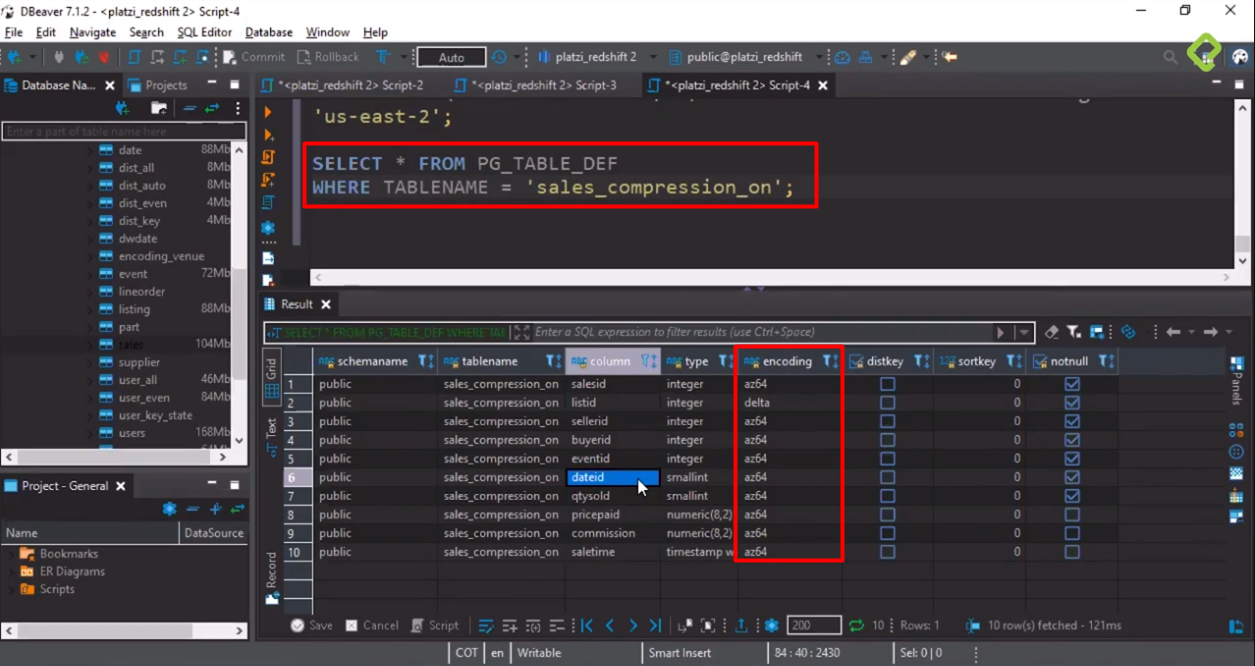 DBeaver 7.1.2 - <platzi_redshift 2> Script-4
File Edit Navigate Search SQL Editor Database Window Help
Commit Rollback Auto platzi_redshift 2 public@platzi_redshift
Database Na... Projects
*<platzi_redshift 2> Script-2 *<platzi_redshift 2> Script-3 *<platzi_redshift 2> Script-4
Enter a part of table name here
date 88Mb
dist_all 8Mb
dist_auto 8Mb
dist_even 4Mb
dist_key 4Mb
dwdate
encoding_venue
event 72Mb
lineorder
listing 88Mb
part
sales 104Mb
supplier
user_all 46Mb
user_even 84Mb
user_key_state
users 168Mb
'us-east-2';
SELECT * FROM PG_TABLE_DEF
WHERE TABLENAME = 'sales_compression_on';
Result
SELECT * FROM PG_TABLE_DEF WHERE TAB Enter a SQL expression to filter results (use Ctrl+Space)
Grid
Text
Record
Panels
schemaname tablename column type encoding distkey sortkey notnull
1 public sales_compression_on salesid integer az64 0
2 public sales_compression_on listid integer delta 0
3 public sales_compression_on sellerid integer az64 0
4 public sales_compression_on buyerid integer az64 0
5 public sales_compression_on eventid integer az64 0
6 public sales_compression_on dateid smallint az64 0
7 public sales_compression_on qtysold smallint az64 0
8 public sales_compression_on pricepaid numeric(8,2) az64 0
9 public sales_compression_on commission numeric(8,2) az64 0
10 public sales_compression_on saletime timestamp w az64 0
Project - General
Name DataSource
Bookmarks
ER Diagrams
Scripts
Save Cancel Script 200 10 Rows: 1 10 row(s) fetched - 121ms
COT en Writable Smart Insert 84 : 40 : 2430 Sel: 0 | 0